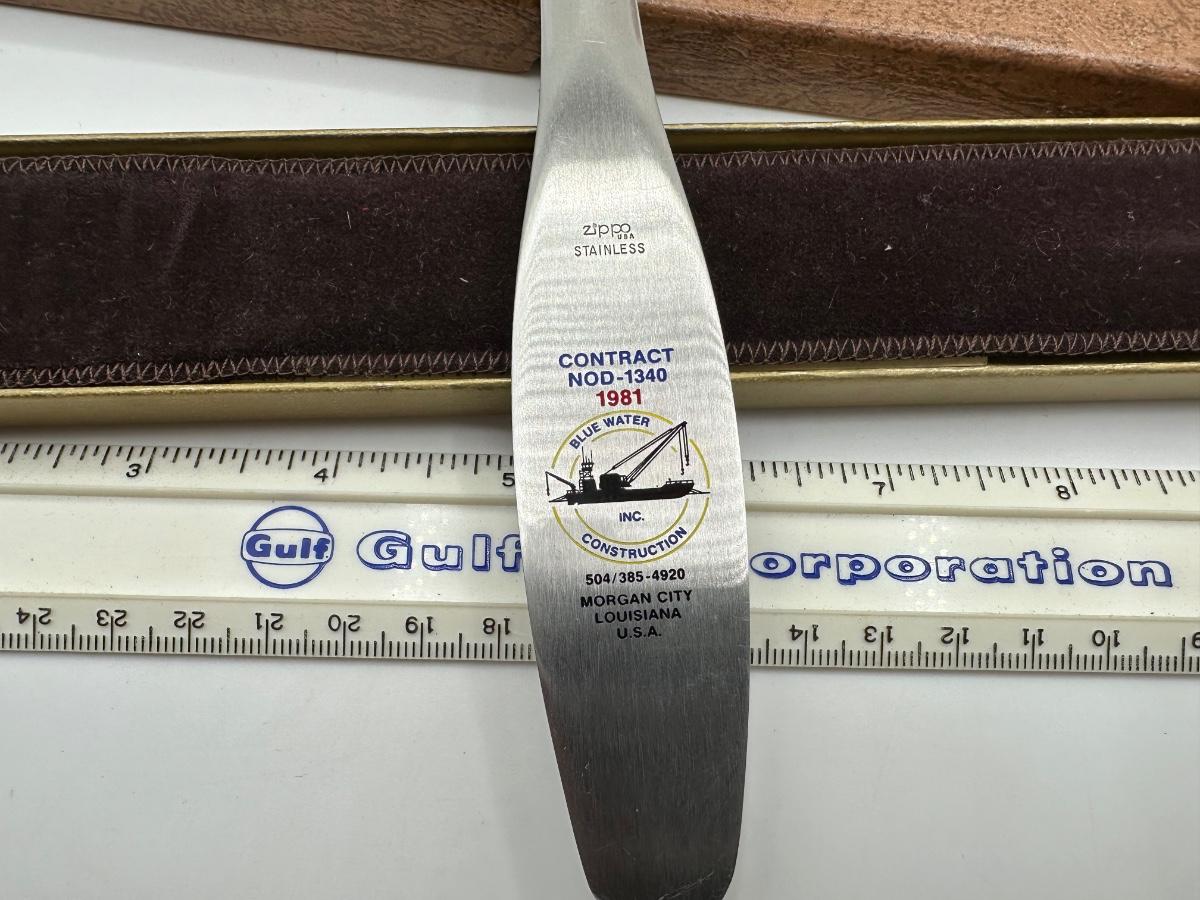 zippo
USA
STAINLESS
CONTRACT
NOD-1340
1981
BLUE WATER
INC.
CONSTRUCTION
504/385-4920
MORGAN CITY
LOUISIANA
U.S.A.
3 4 5 7 8
Gulf Gulf orporation
24 23 22 21 20 19 18 14 13 12 11 10 9